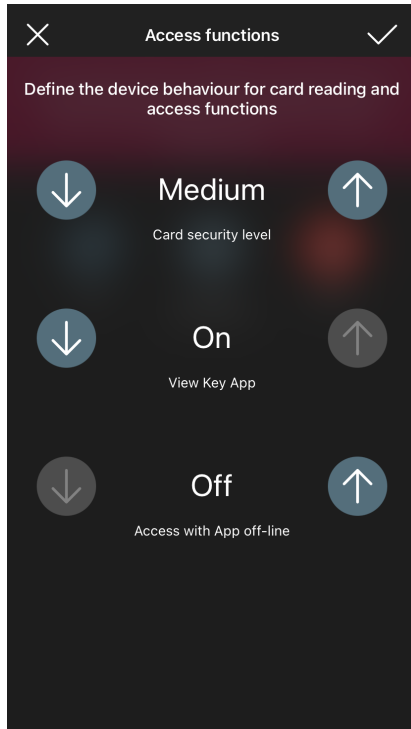 Access functions
Define the device behaviour for card reading and
access functions
Medium
Card security level
On
View Key App
Off
Access with App off-line